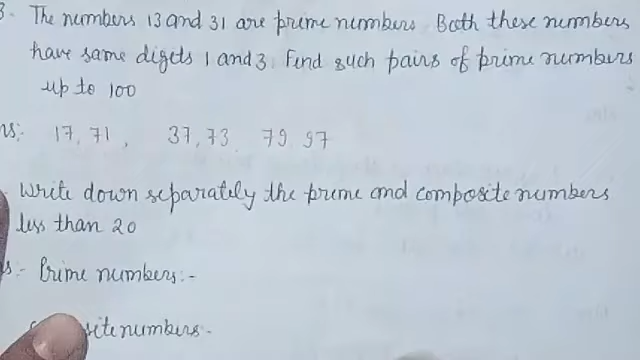 3. The numbers 13 and 31 are prime numbers. Both these numbers
have same digits 1 and 3. Find such pairs of prime numbers
up to 100
ns:- 17, 71, 37, 73 79 97
Write down separately the prime and composite numbers
less than 20
s:- Prime numbers:-
site numbers-